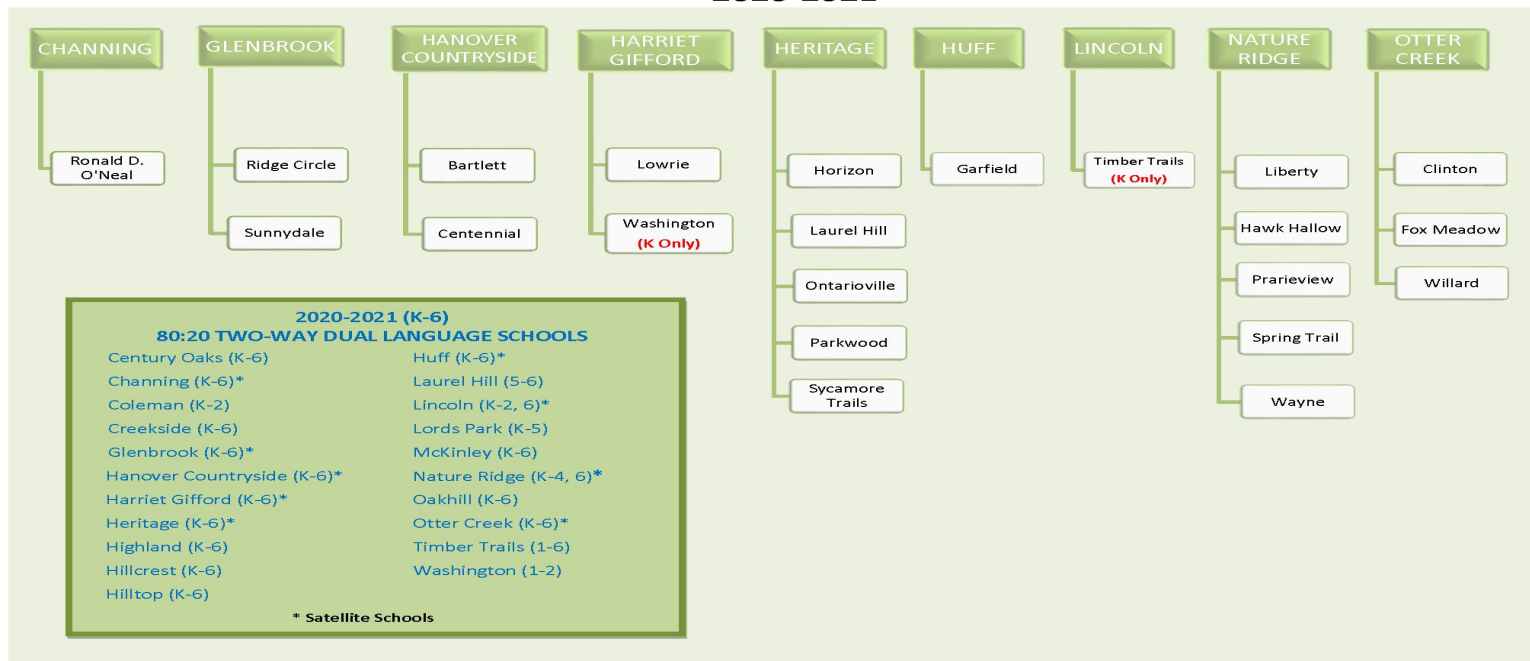 CHANNING
Ronald D.
O'Neal
GLENBROOK
Ridge Circle
Sunnydale
HANOVER
COUNTRYSIDE
Bartlett
Centennial
HARRIET
GIFFORD
Lowrie
Washington
(K Only)
HERITAGE
Horizon
Laurel Hill
Ontarioville
Parkwood
Sycamore
Trails
HUFF
Garfield
LINCOLN
Timber Trails
(K Only)
NATURE
RIDGE
Liberty
Hawk Hallow
Prarieview
Spring Trail
Wayne
OTTER
CREEK
Clinton
Fox Meadow
Willard
2020-2021 (K-6)
80:20 TWO-WAY DUAL LANGUAGE SCHOOLS
Century Oaks (K-6)
Channing (K-6)*
Coleman (K-2)
Creekside (K-6)
Glenbrook (K-6)*
Hanover Countryside (K-6)*
Harriet Gifford (K-6)*
Heritage (K-6)*
Highland (K-6)
Hillcrest (K-6)
Hilltop (K-6)
Huff (K-6)*
Laurel Hill (5-6)
Lincoln (K-2, 6)*
Lords Park (K-5)
McKinley (K-6)
Nature Ridge (K-4, 6)*
Oakhill (K-6)
Otter Creek (K-6)*
Timber Trails (1-6)
Washington (1-2)
* Satellite Schools